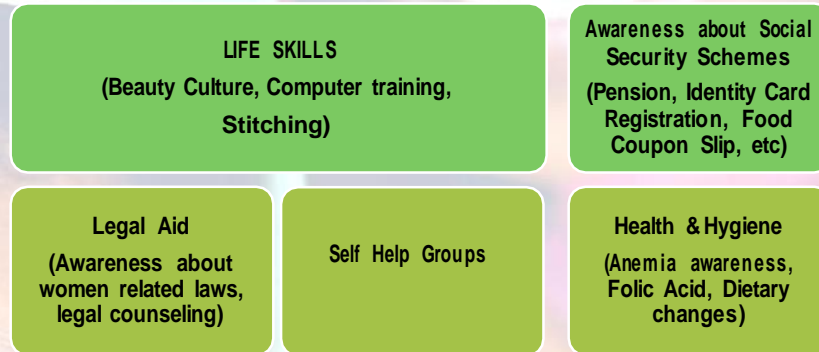 LIFE SKILLS
(Beauty Culture, Computer training,
Stitching)
Awareness about Social
Security Schemes
(Pension, Identity Card
Registration, Food
Coupon Slip, etc)
Legal Aid
(Awareness about
women related laws,
legal counseling)
Self Help Groups
Health & Hygiene
(Anemia awareness,
Folic Acid, Dietary
changes)